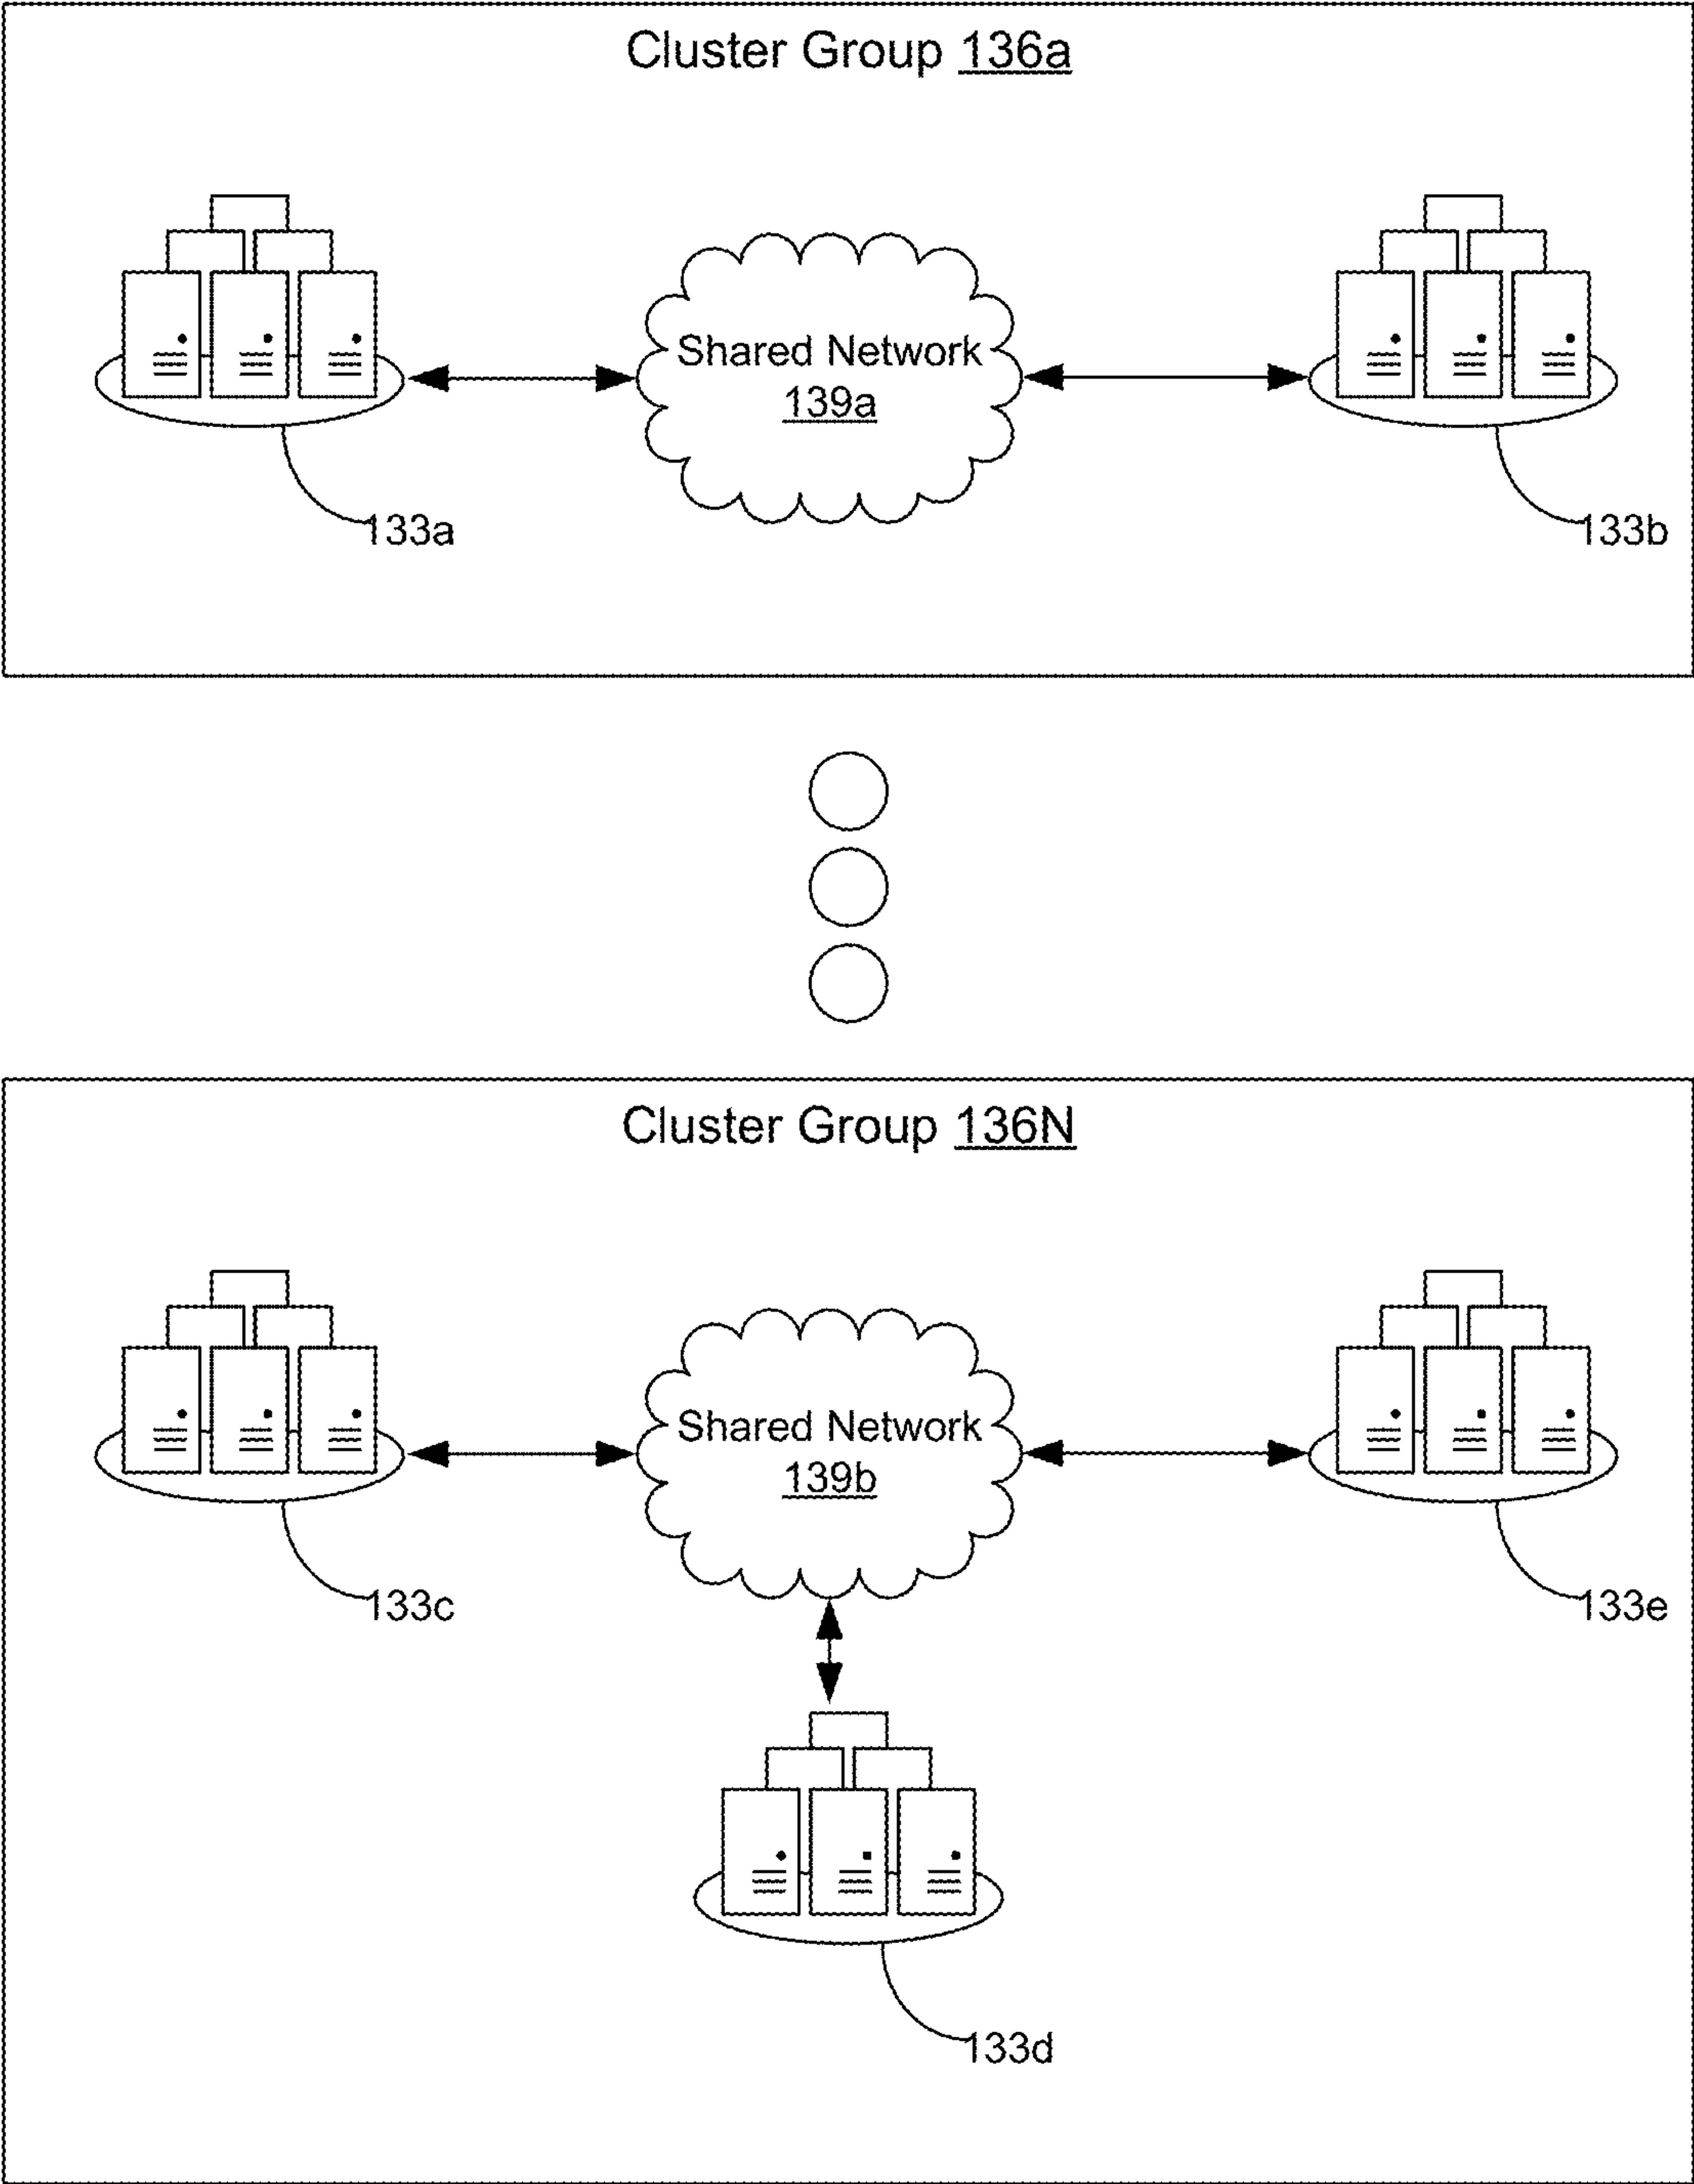 Cluster Group 136a
Shared Network
139a
133a
133b
Cluster Group 136N
Shared Network
139b
133c
133e
133d